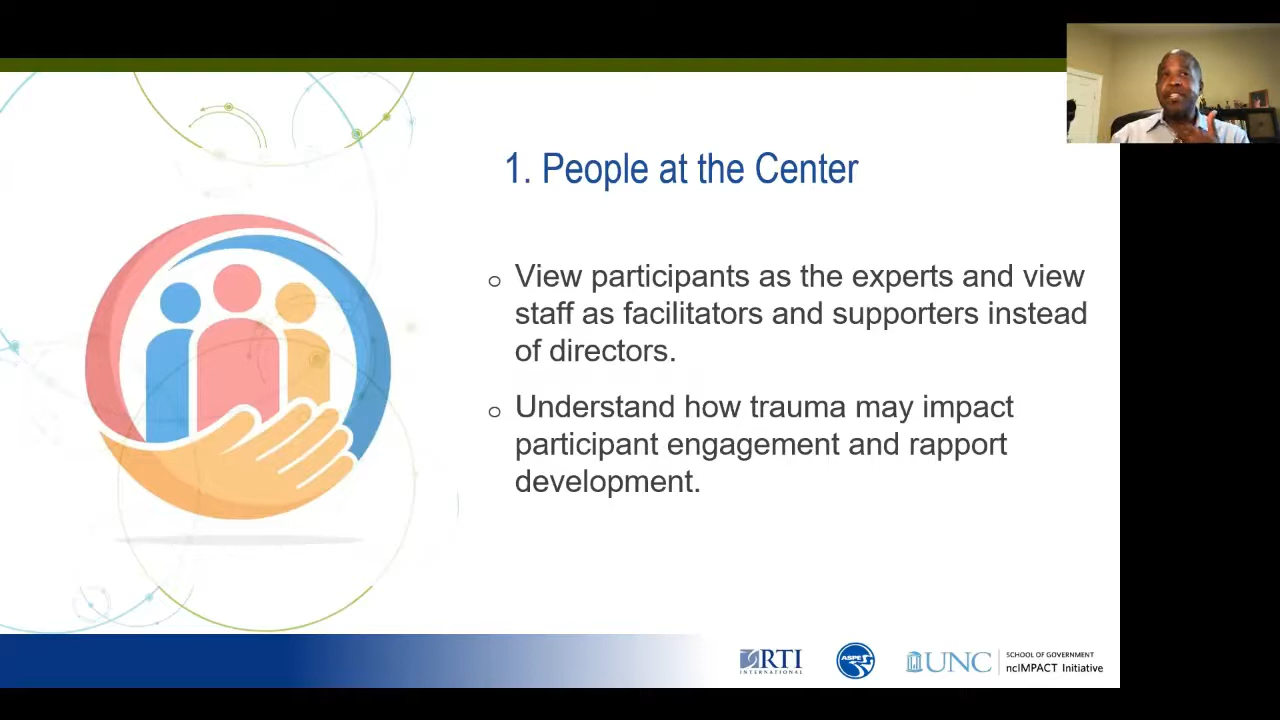 1. People at the Center
o View participants as the experts and view
staff as facilitators and supporters instead
of directors.
o Understand how trauma may impact
participant engagement and rapport
development.
RTI
INTERNATIONAL
ASPE
UNC
SCHOOL OF GOVERNMENT
ncIMPACT Initiative